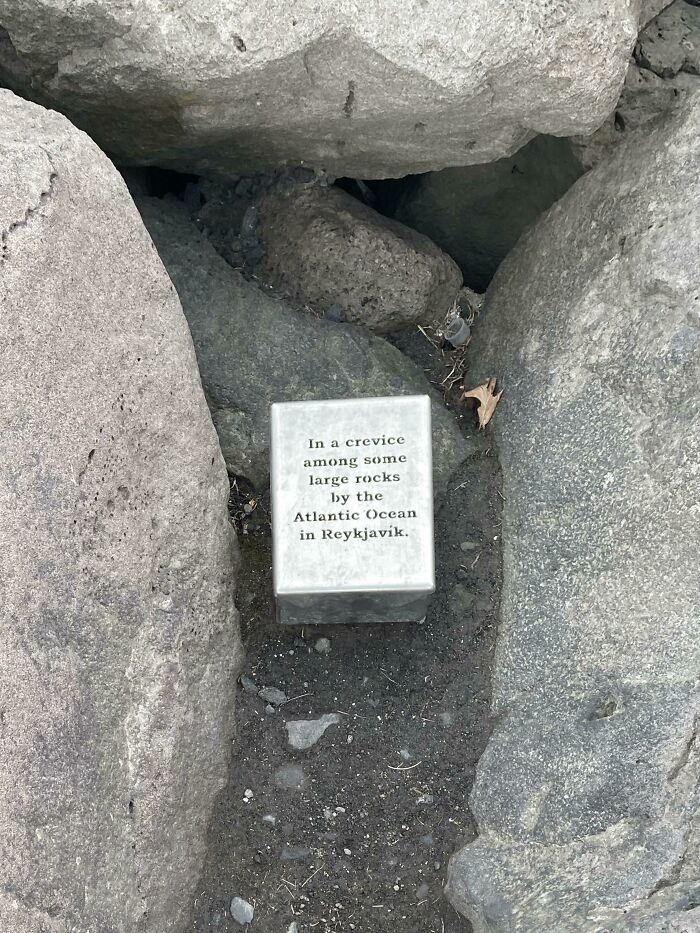 In a crevice
among some
large rocks
by the
Atlantic Ocean
in Reykjavík.